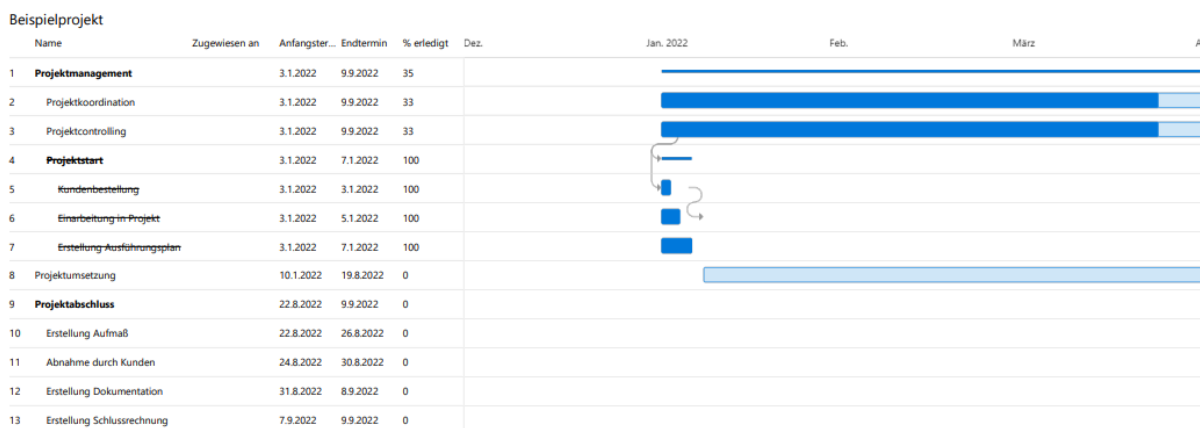 Beispielprojekt
Name Zugewiesen an Anfangster... Endtermin % erledigt Dez. Jan. 2022 Feb. März A
1 Projektmanagement 3.1.2022 9.9.2022 35
2 Projektkoordination 3.1.2022 9.9.2022 33
3 Projektcontrolling 3.1.2022 9.9.2022 33
4 Projektstart 3.1.2022 7.1.2022 100
5 Kundenbestellung 3.1.2022 3.1.2022 100
6 Einarbeitung in Projekt 3.1.2022 5.1.2022 100
7 Erstellung Ausführungsplan 3.1.2022 7.1.2022 100
8 Projektumsetzung 10.1.2022 19.8.2022 0
9 Projektabschluss 22.8.2022 9.9.2022 0
10 Erstellung Aufmaß 22.8.2022 26.8.2022 0
11 Abnahme durch Kunden 24.8.2022 30.8.2022 0
12 Erstellung Dokumentation 31.8.2022 8.9.2022 0
13 Erstellung Schlussrechnung 7.9.2022 9.9.2022 0